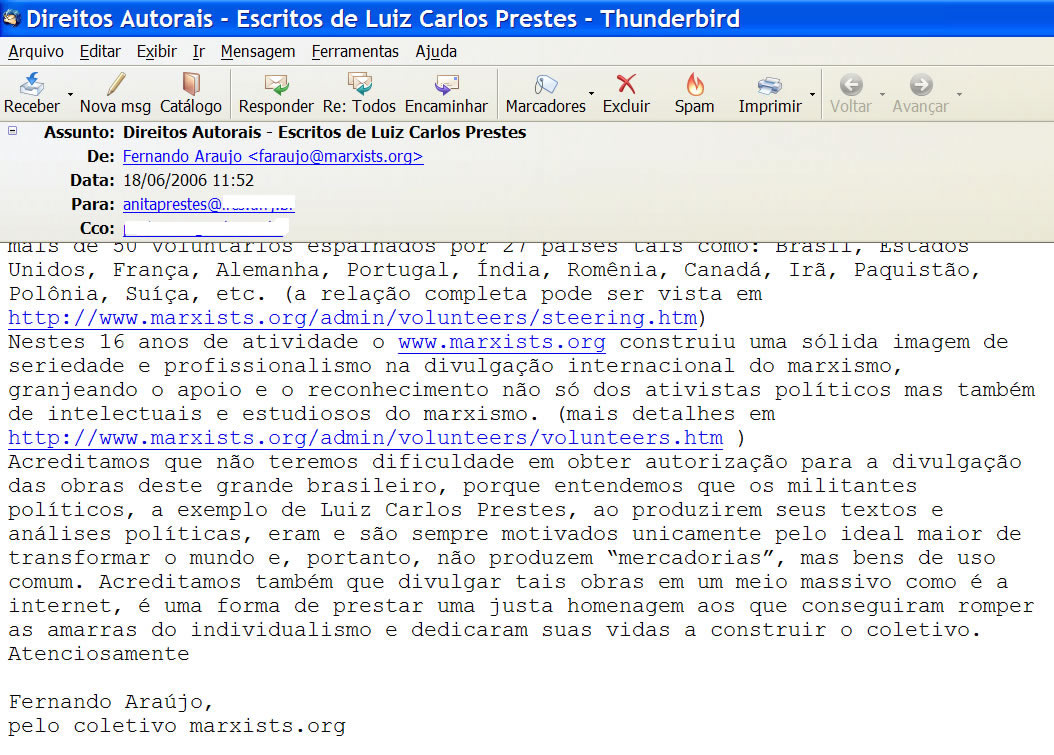 Direitos Autorais - Escritos de Luiz Carlos Prestes - Thunderbird
Arquivo Editar Exibir Ir Mensagem Ferramentas Ajuda
Receber Nova msg Catálogo Responder Re: Todos Encaminhar Marcadores Excluir Spam Imprimir Voltar Avançar
Assunto: Direitos Autorais - Escritos de Luiz Carlos Prestes
De: Fernando Araujo <faraujo@marxists.org>
Data: 18/06/2006 11:52
Para: anitaprestes@
Cco:
mais de 50 voluntários espalhados por 27 países tais como: Brasil, Estados
Unidos, França, Alemanha, Portugal, Índia, Romênia, Canadá, Irã, Paquistão,
Polônia, Suíça, etc. (a relação completa pode ser vista em
http://www.marxists.org/admin/volunteers/steering.htm)
Nestes 16 anos de atividade o www.marxists.org construiu uma sólida imagem de
seriedade e profissionalismo na divulgação internacional do marxismo,
granjeando o apoio e o reconhecimento não só dos ativistas políticos mas também
de intelectuais e estudiosos do marxismo. (mais detalhes em
http://www.marxists.org/admin/volunteers/volunteers.htm )
Acreditamos que não teremos dificuldade em obter autorização para a divulgação
das obras deste grande brasileiro, porque entendemos que os militantes
políticos, a exemplo de Luiz Carlos Prestes, ao produzirem seus textos e
análises políticas, eram e são sempre motivados unicamente pelo ideal maior de
transformar o mundo e, portanto, não produzem “mercadorias”, mas bens de uso
comum. Acreditamos também que divulgar tais obras em um meio massivo como é a
internet, é uma forma de prestar uma justa homenagem aos que conseguiram romper
as amarras do individualismo e dedicaram suas vidas a construir o coletivo.
Atenciosamente
Fernando Araújo,
pelo coletivo marxists.org